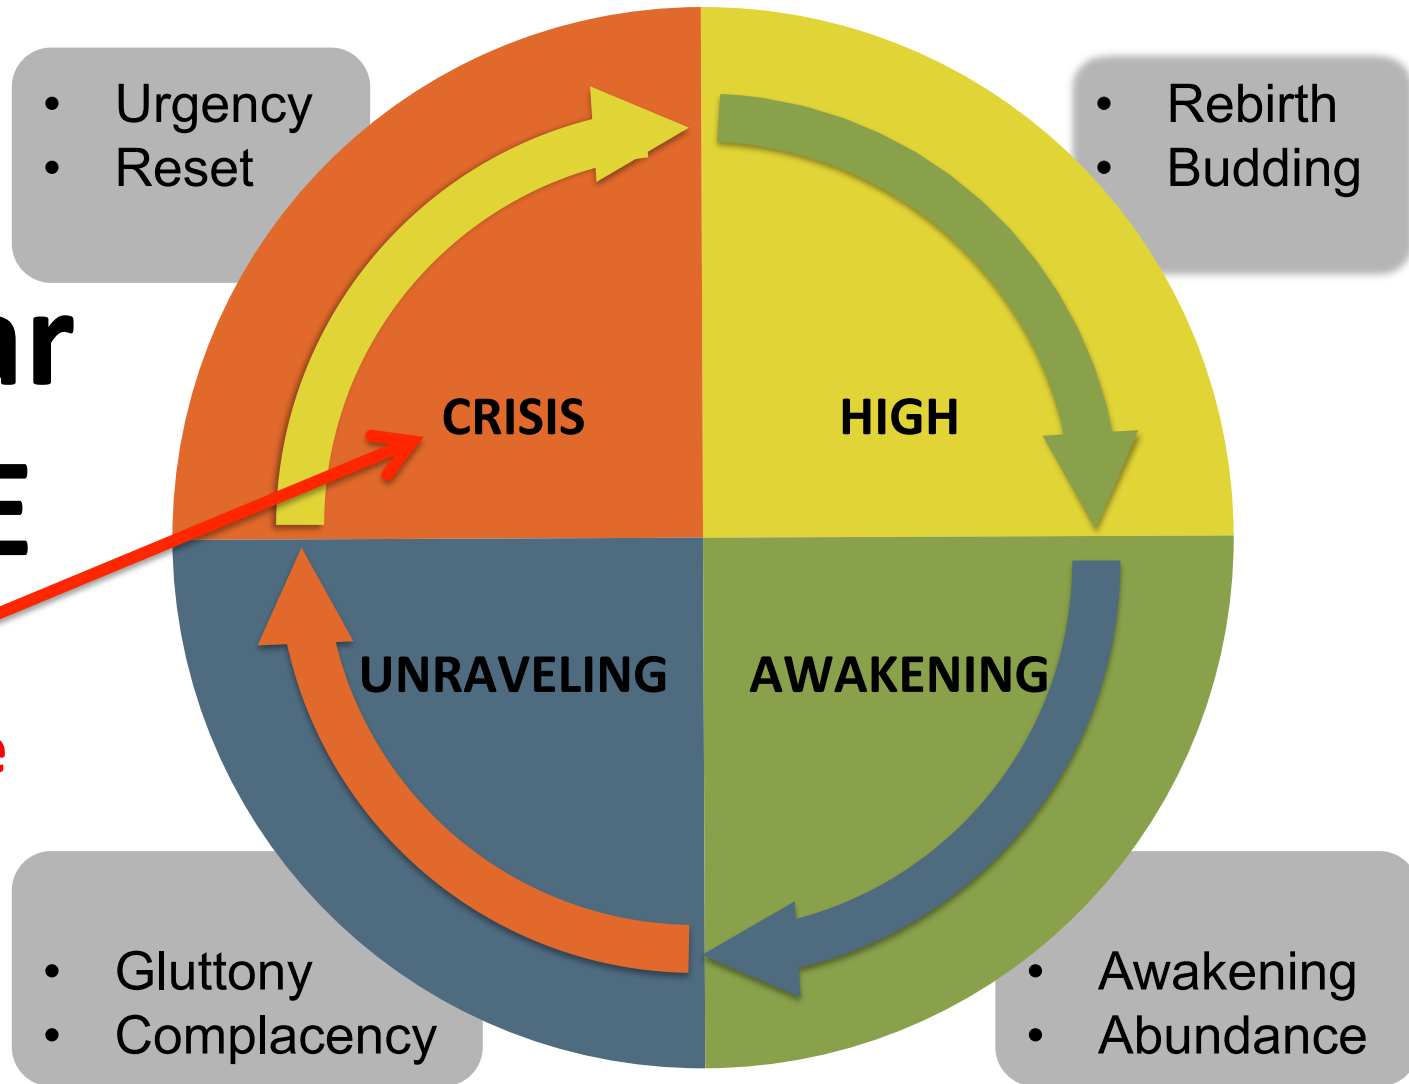 • Urgency
• Reset
• Rebirth
• Budding
CRISIS
HIGH
UNRAVELING
AWAKENING
• Gluttony
• Complacency
• Awakening
• Abundance